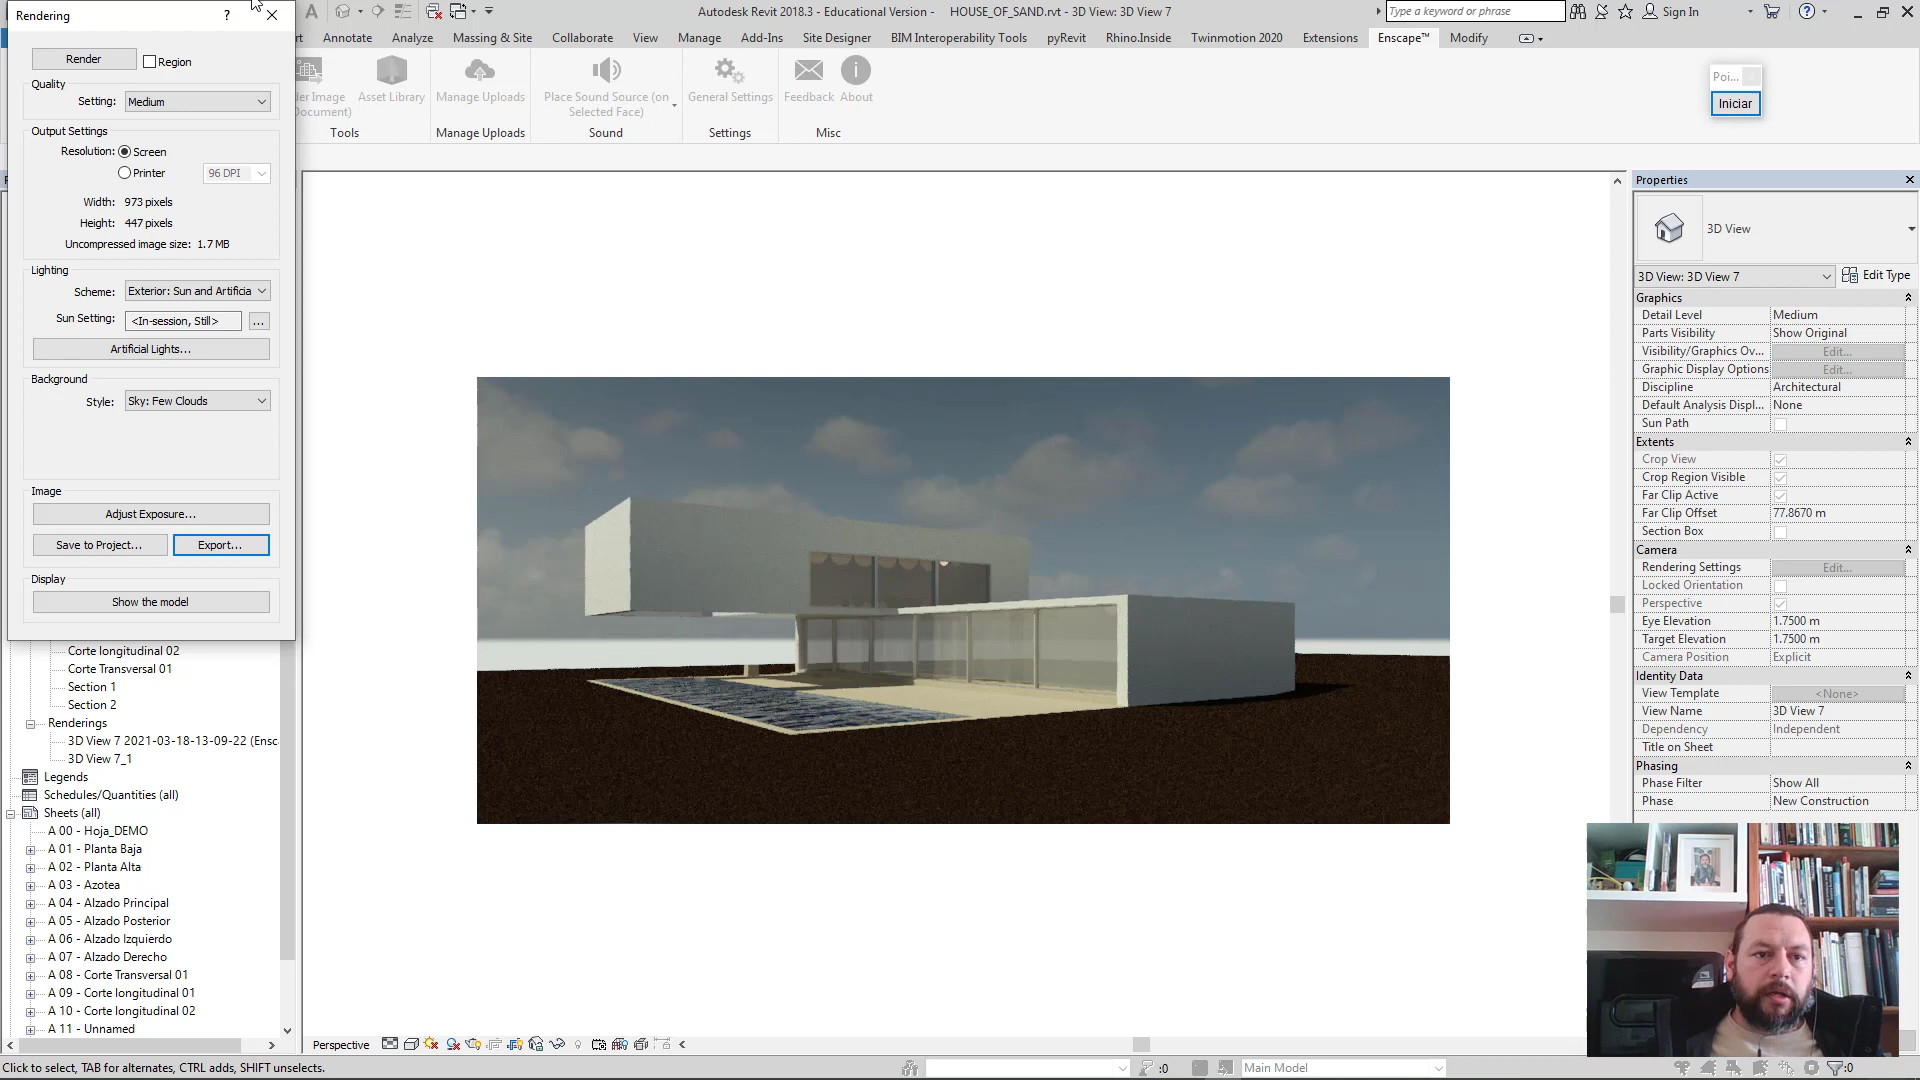 Rendering
?
Render
Region
Quality
Setting: Medium
Output Settings
Resolution: Screen
Printer 96 DPI
Width: 973 pixels
Height: 447 pixels
Uncompressed image size: 1.7 MB
Lighting
Scheme: Exterior: Sun and Artificia
Sun Setting: <In-session, Still> ...
Artificial Lights...
Background
Style: Sky: Few Clouds
Image
Adjust Exposure...
Save to Project... Export...
Display
Show the model
Autodesk Revit 2018.3 - Educational Version - HOUSE_OF_SAND.rvt - 3D View: 3D View 7
Type a keyword or phrase
Sign In
Annotate Analyze Massing & Site Collaborate View Manage Add-Ins Site Designer BIM Interoperability Tools pyRevit Rhino.Inside Twinmotion 2020 Extensions Enscape™ Modify
Asset Library
Manage Uploads
Place Sound Source (on
Selected Face)
General Settings
Feedback
About
Tools
Manage Uploads
Sound
Settings
Misc
Poi...
Iniciar
Corte longitudinal 02
Corte Transversal 01
Section 1
Section 2
Renderings
3D View 7 2021-03-18-13-09-22 (Ensc
3D View 7_1
Legends
Schedules/Quantities (all)
Sheets (all)
A 00 - Hoja_DEMO
A 01 - Planta Baja
A 02 - Planta Alta
A 03 - Azotea
A 04 - Alzado Principal
A 05 - Alzado Posterior
A 06 - Alzado Izquierdo
A 07 - Alzado Derecho
A 08 - Corte Transversal 01
A 09 - Corte longitudinal 01
A 10 - Corte longitudinal 02
A 11 - Unnamed
Properties
3D View
3D View: 3D View 7 Edit Type
Graphics
Detail Level Medium
Parts Visibility Show Original
Visibility/Graphics Ov... Edit...
Graphic Display Options Edit...
Discipline Architectural
Default Analysis Displ... None
Sun Path
Extents
Crop View
Crop Region Visible
Far Clip Active
Far Clip Offset 77.8670 m
Section Box
Camera
Rendering Settings Edit...
Locked Orientation
Perspective
Eye Elevation 1.7500 m
Target Elevation 1.7500 m
Camera Position Explicit
Identity Data
View Template <None>
View Name 3D View 7
Dependency Independent
Title on Sheet
Phasing
Phase Filter Show All
Phase New Construction
Perspective
Click to select, TAB for alternates, CTRL adds, SHIFT unselects.
:0
Main Model
:0